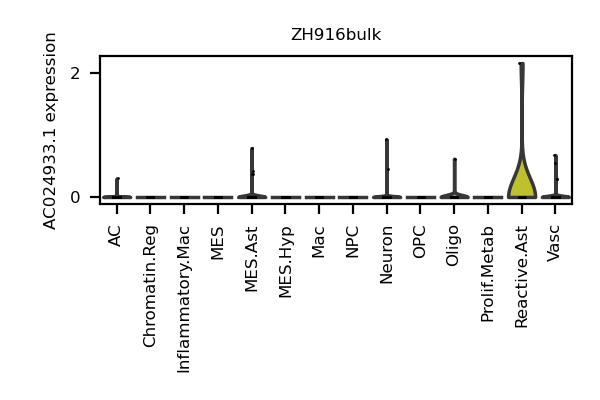 ZH916bulk
AC024933.1 expression
2
0
AC
Chromatin.Reg
Inflammatory.Mac
MES
MES.Ast
MES.Hyp
Mac
NPC
Neuron
OPC
Oligo
Prolif.Metab
Reactive.Ast
Vasc